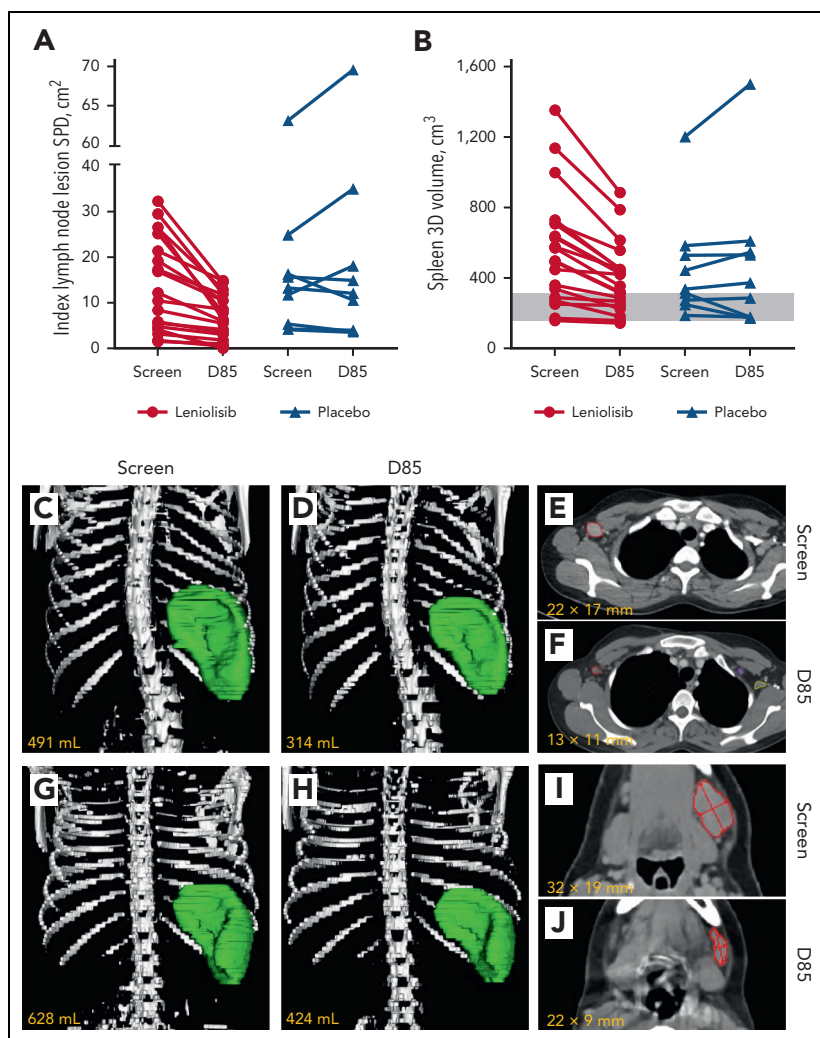 A
Index lymph node lesion SPD, cm²
70
65
60
40
30
20
10
0
Screen D85 Screen D85
Leniolisib Placebo
B
Spleen 3D volume, cm³
1,600
1,200
800
400
0
Screen D85 Screen D85
Leniolisib Placebo
Screen D85
C
491 mL
D
314 mL
E
22 × 17 mm
Screen
F
13 × 11 mm
D85
G
628 mL
H
424 mL
I
32 × 19 mm
Screen
J
22 × 9 mm
D85